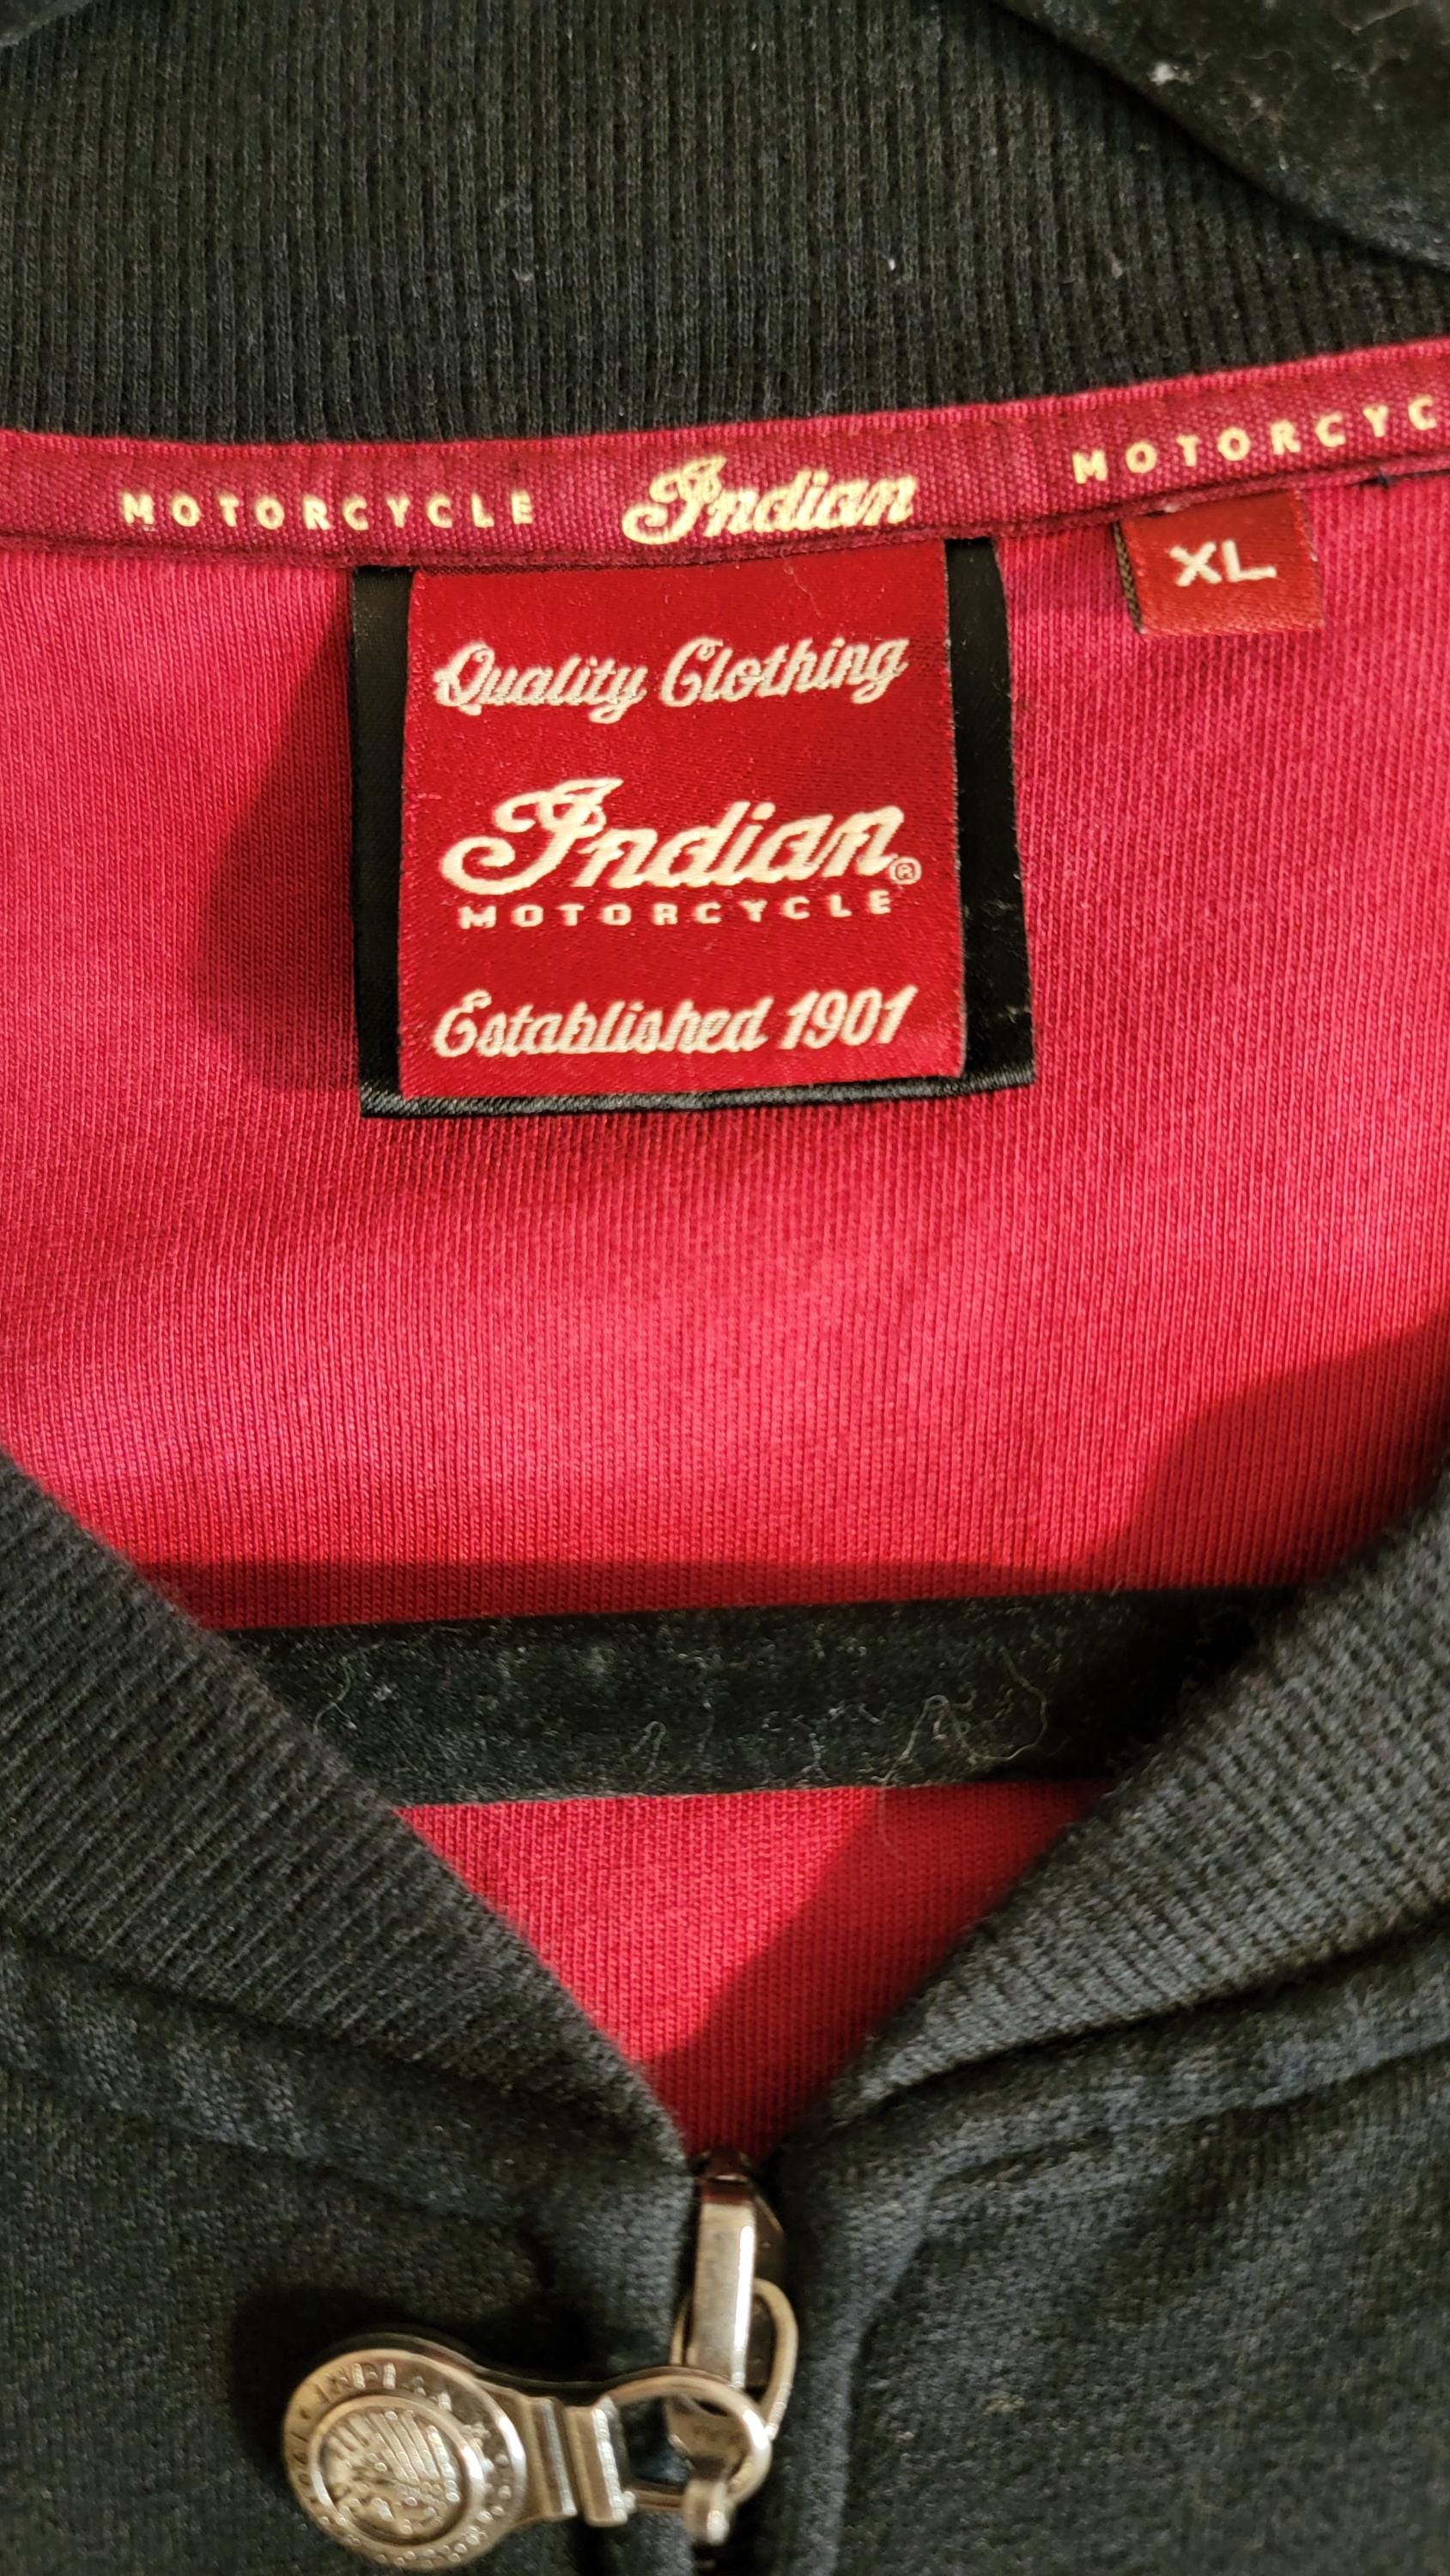 MOTORCYCLE Indian MOTORCYC
XL
Quality Clothing
Indian®
MOTORCYCLE
Established 1901